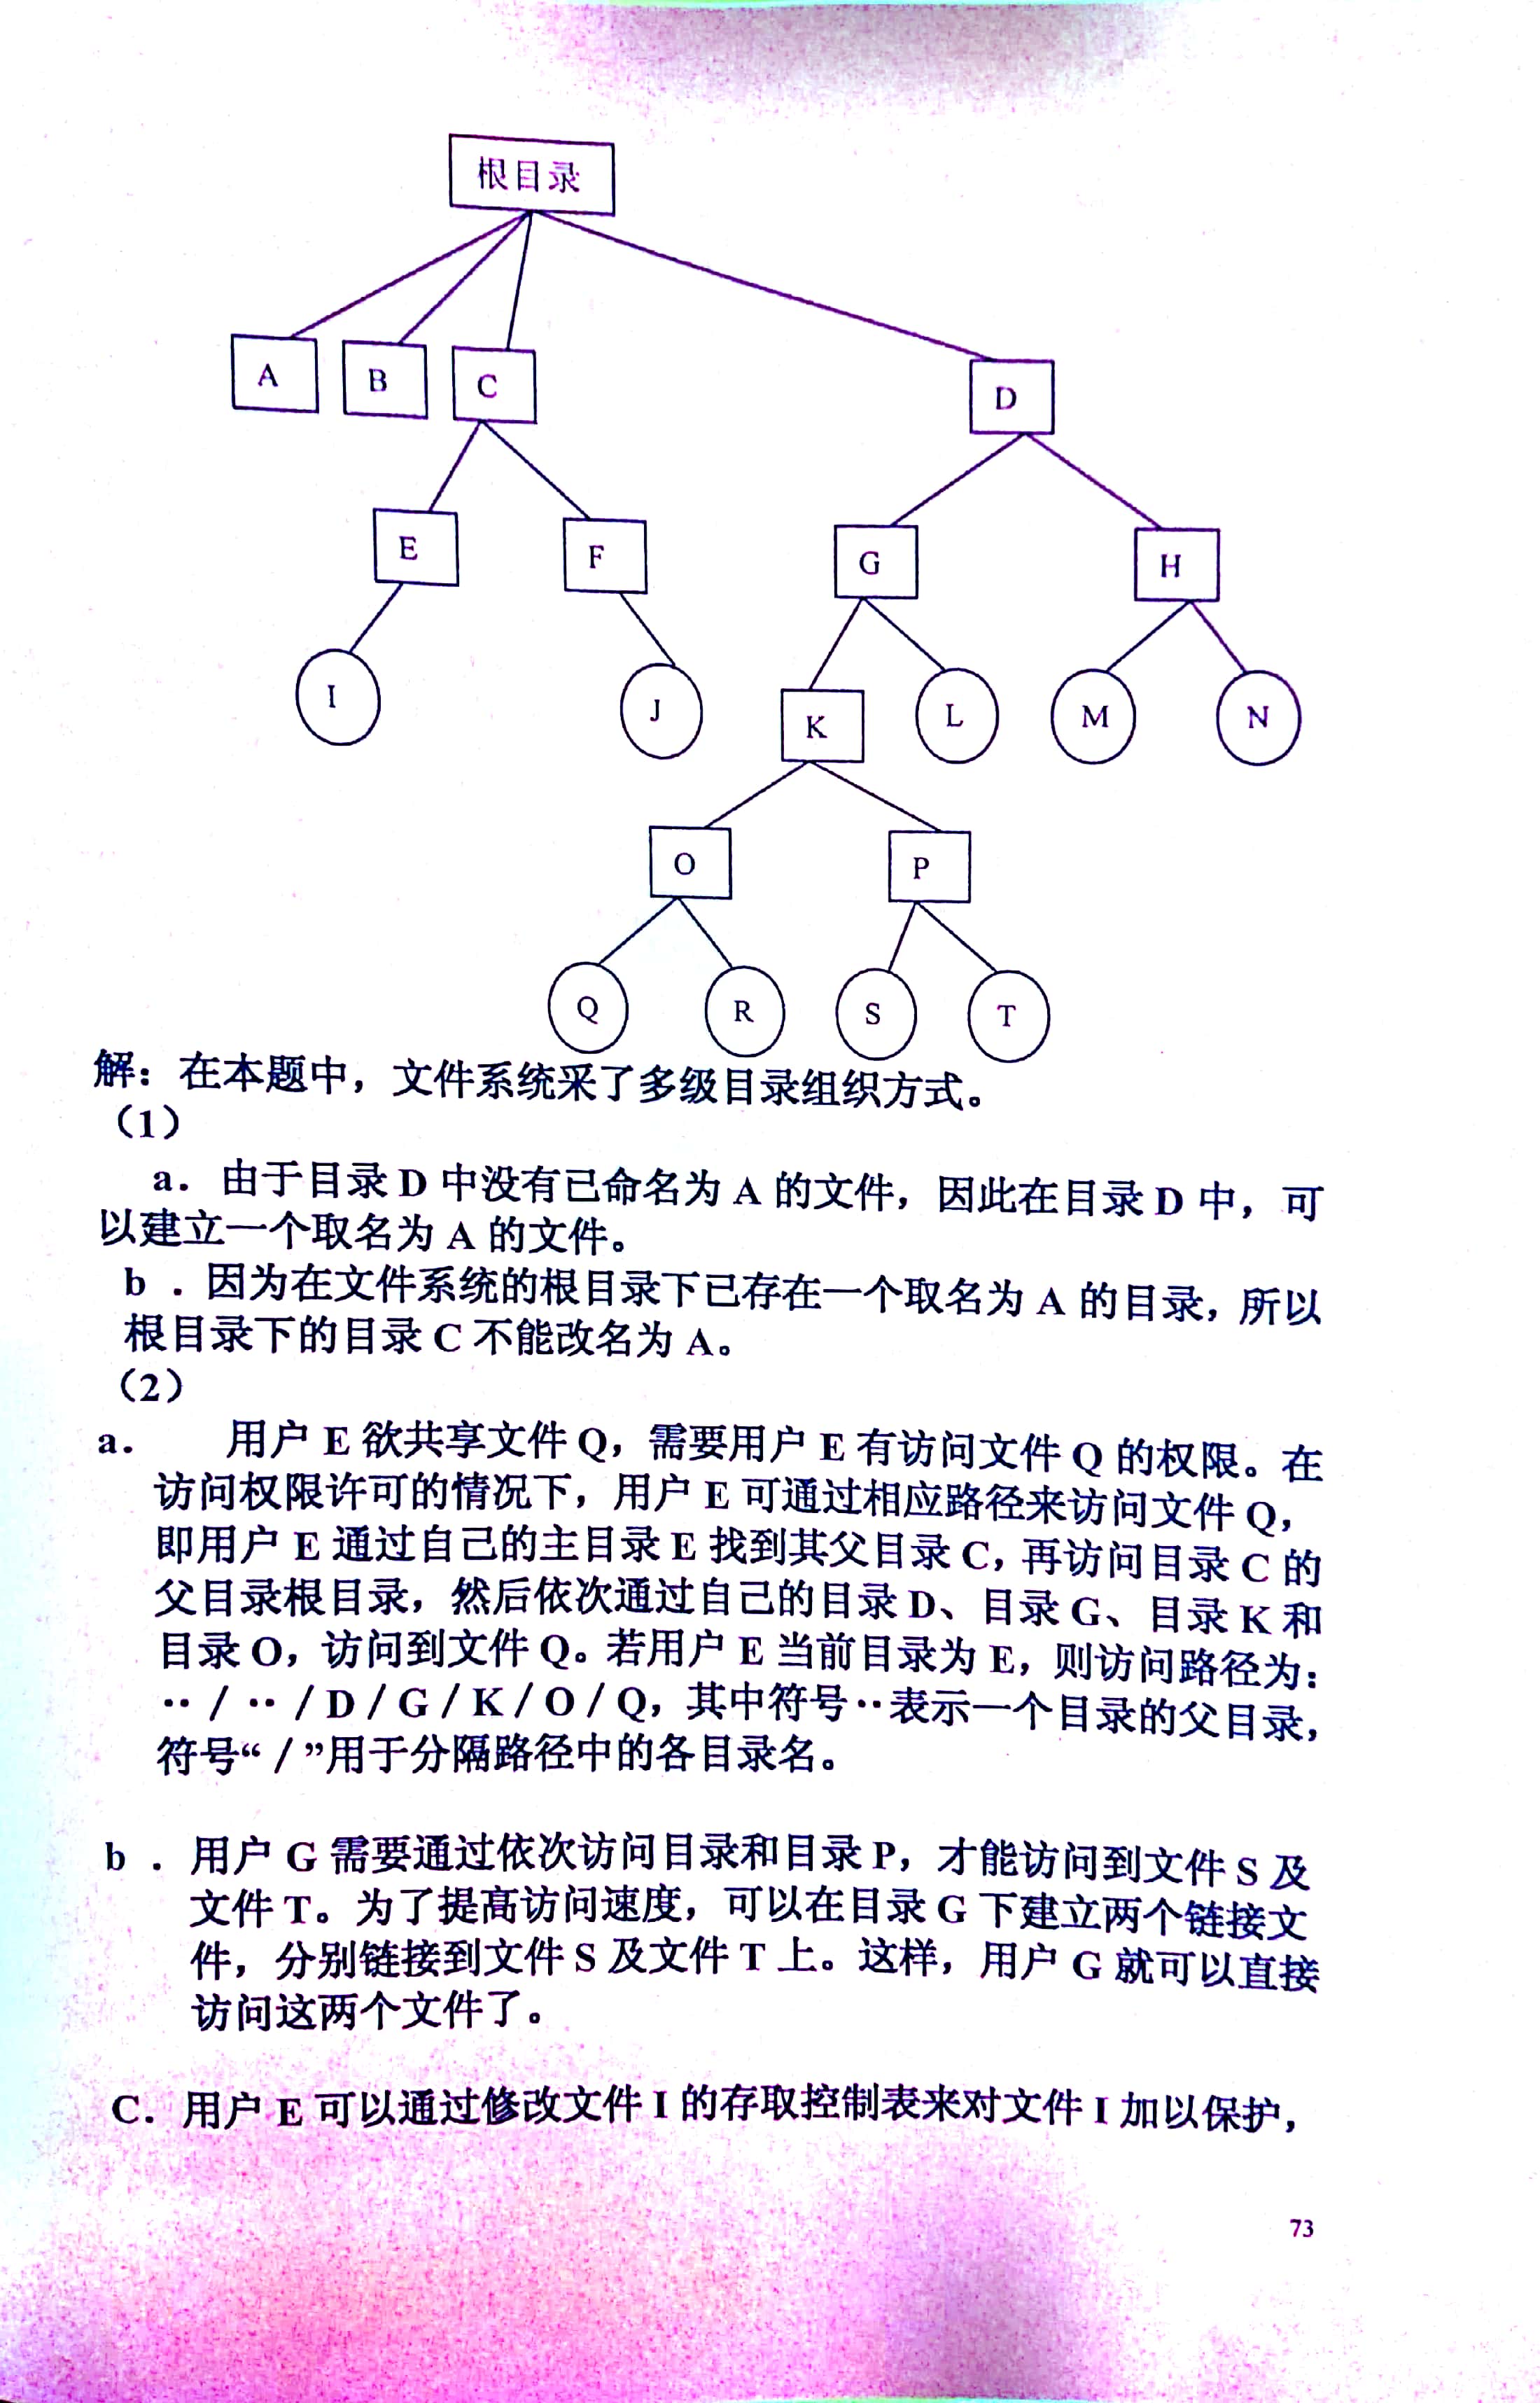 根目录
A B C D
E F G H
I J K L M N
O P
Q R S T
解：在本题中，文件系统采了多级目录组织方式。
（1）
a．由于目录 D 中没有已命名为 A 的文件，因此在目录 D 中，可
以建立一个取名为 A 的文件。
b ．因为在文件系统的根目录下已存在一个取名为 A 的目录，所以
根目录下的目录 C 不能改名为 A。
（2）
a． 用户 E 欲共享文件 Q，需要用户 E 有访问文件 Q 的权限。在
访问权限许可的情况下，用户 E 可通过相应路径来访问文件 Q，
即用户 E 通过自己的主目录 E 找到其父目录 C，再访问目录 C 的
父目录根目录，然后依次通过自己的目录 D、目录 G、目录 K 和
目录 O，访问到文件 Q。若用户 E 当前目录为 E，则访问路径为：
‥／‥／D／G／K／O／Q，其中符号‥表示一个目录的父目录，
符号“／”用于分隔路径中的各目录名。
b ．用户 G 需要通过依次访问目录和目录 P，才能访问到文件 S 及
文件 T。为了提高访问速度，可以在目录 G 下建立两个链接文
件，分别链接到文件 S 及文件 T 上。这样，用户 G 就可以直接
访问这两个文件了。
C．用户 E 可以通过修改文件 I 的存取控制表来对文件 I 加以保护，
73